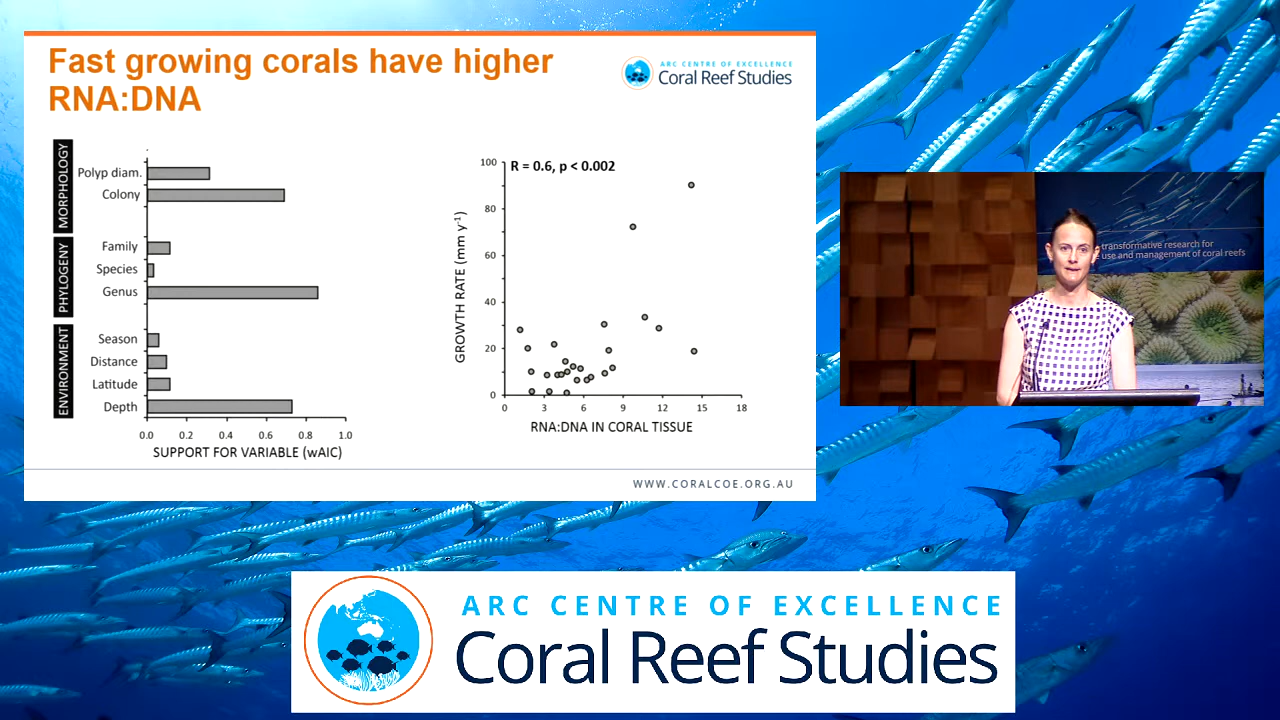 Fast growing corals have higher
RNA:DNA
ARC CENTRE OF EXCELLENCE
Coral Reef Studies
MORPHOLOGY
Polyp diam.
Colony
PHYLOGENY
Family
Species
Genus
ENVIRONMENT
Season
Distance
Latitude
Depth
0.0 0.2 0.4 0.6 0.8 1.0
SUPPORT FOR VARIABLE (wAIC)
R = 0.6, p < 0.002
GROWTH RATE (mm y⁻¹)
100
80
60
40
20
0
0 3 6 9 12 15 18
RNA:DNA IN CORAL TISSUE
WWW.CORALCOE.ORG.AU
transformative research for
use and management of coral reefs
ARC CENTRE OF EXCELLENCE
Coral Reef Studies